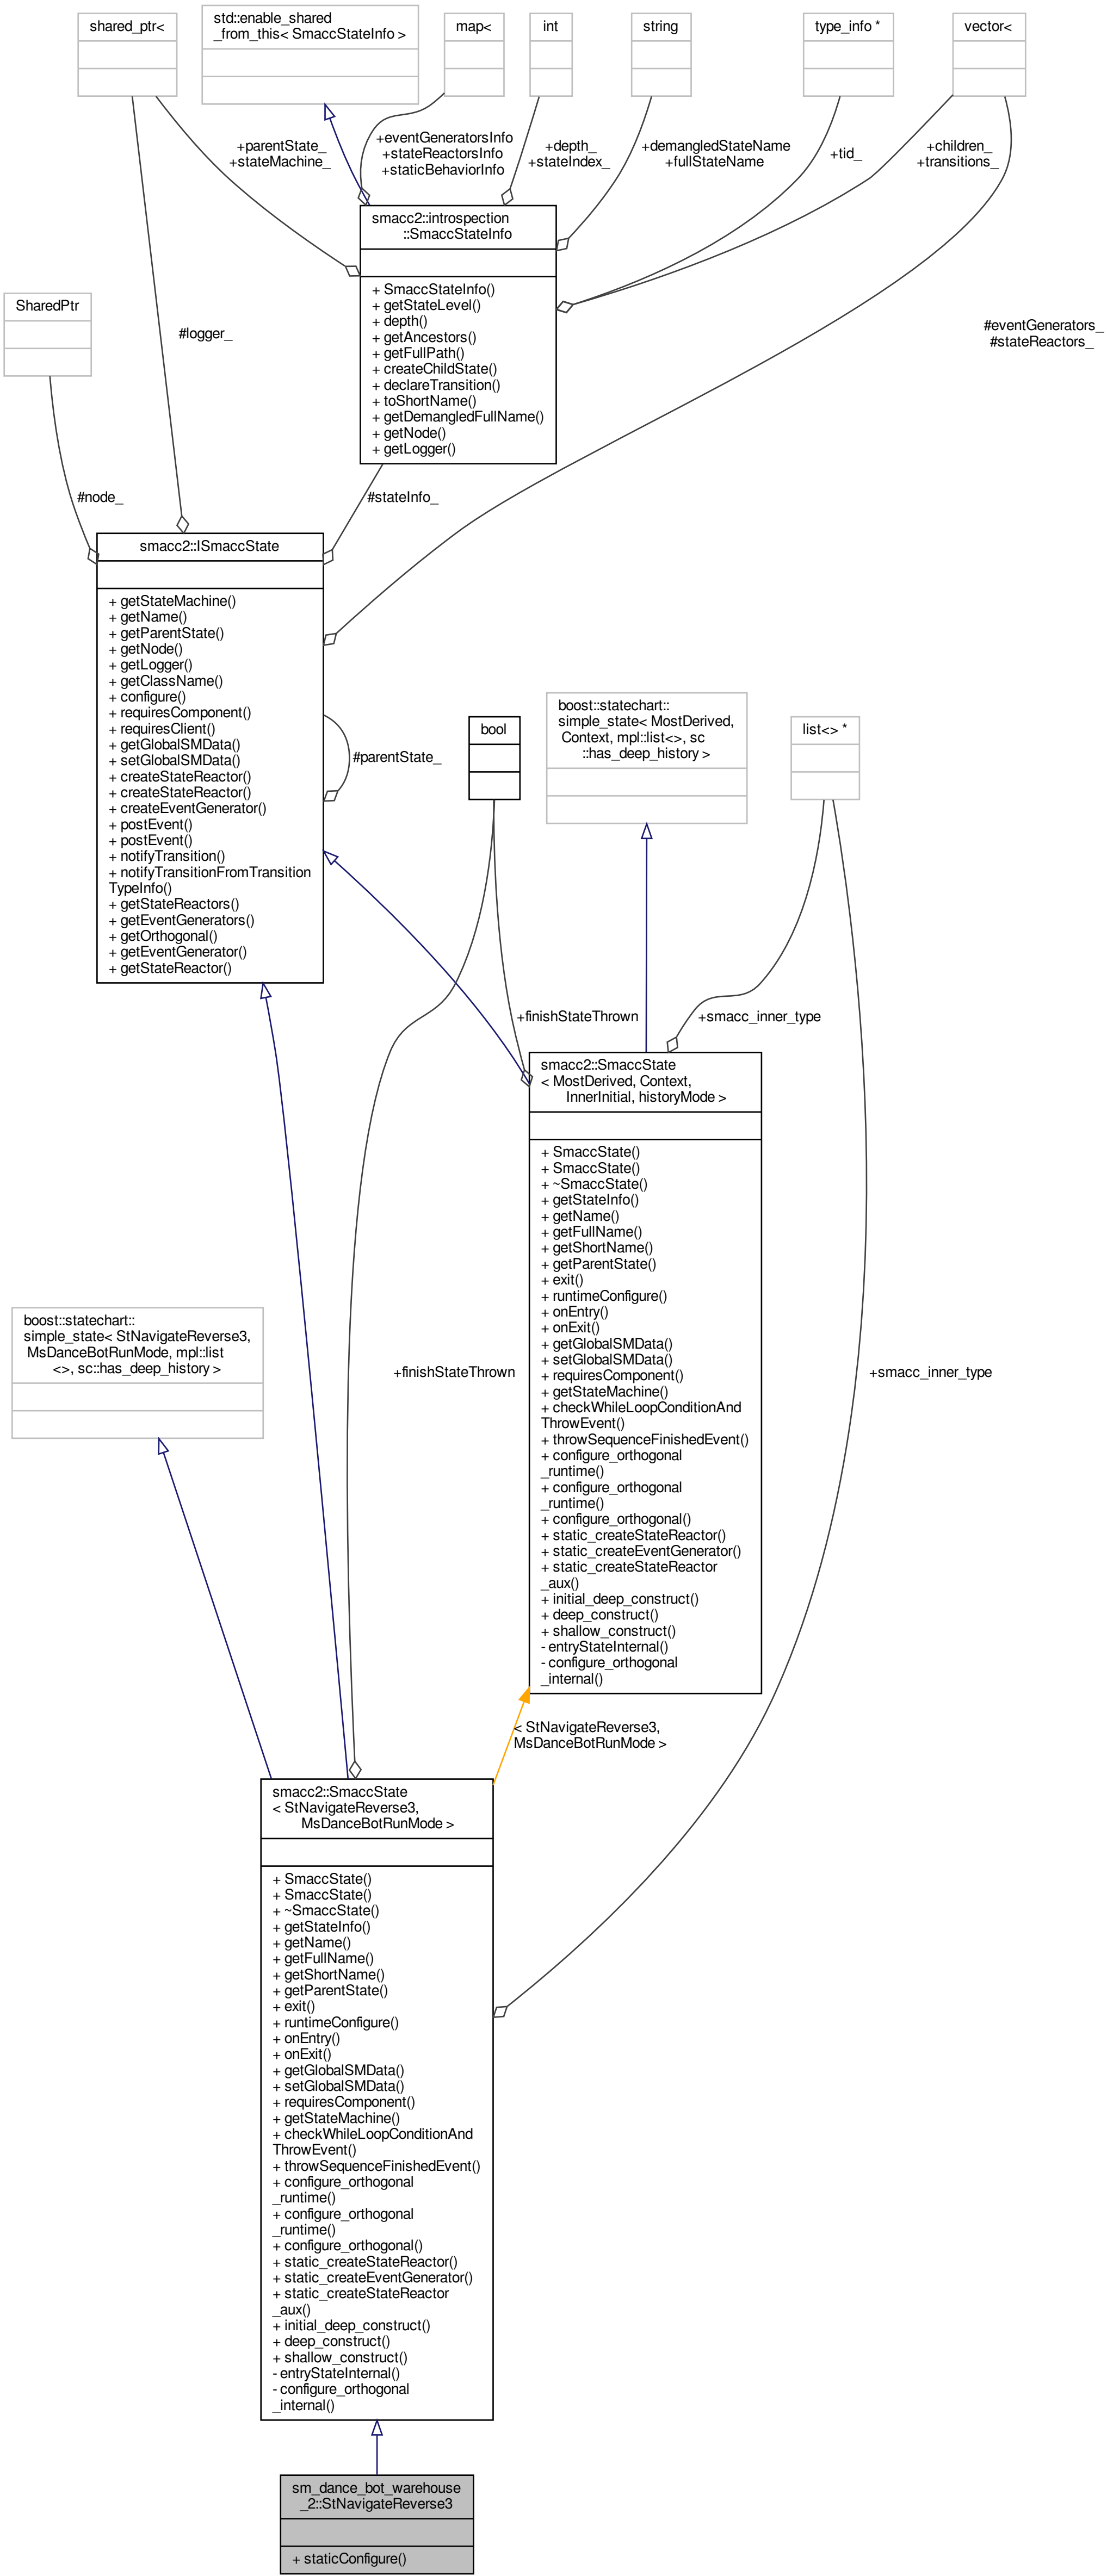 shared_ptr<
std::enable_shared
_from_this< SmaccStateInfo >
map<
int
string
type_info *
vector<
+parentState_
+stateMachine_
+eventGeneratorsInfo
+stateReactorsInfo
+staticBehaviorInfo
+depth_
+stateIndex_
+demangledStateName
+fullStateName
+tid_
+children_
+transitions_
smacc2::introspection
::SmaccStateInfo
+ SmaccStateInfo()
+ getStateLevel()
+ depth()
+ getAncestors()
+ getFullPath()
+ createChildState()
+ declareTransition()
+ toShortName()
+ getDemangledFullName()
+ getNode()
+ getLogger()
SharedPtr
#logger_
#eventGenerators_
#stateReactors_
#node_
#stateInfo_
smacc2::ISmaccState
+ getStateMachine()
+ getName()
+ getParentState()
+ getNode()
+ getLogger()
+ getClassName()
+ configure()
+ requiresComponent()
+ requiresClient()
+ getGlobalSMData()
+ setGlobalSMData()
+ createStateReactor()
+ createStateReactor()
+ createEventGenerator()
+ postEvent()
+ postEvent()
+ notifyTransition()
+ notifyTransitionFromTransition
TypeInfo()
+ getStateReactors()
+ getEventGenerators()
+ getOrthogonal()
+ getEventGenerator()
+ getStateReactor()
#parentState_
bool
boost::statechart::
simple_state< MostDerived,
Context, mpl::list<>, sc
::has_deep_history >
list<> *
+finishStateThrown
+smacc_inner_type
smacc2::SmaccState
< MostDerived, Context,
InnerInitial, historyMode >
+ SmaccState()
+ SmaccState()
+ ~SmaccState()
+ getStateInfo()
+ getName()
+ getFullName()
+ getShortName()
+ getParentState()
+ exit()
+ runtimeConfigure()
+ onEntry()
+ onExit()
+ getGlobalSMData()
+ setGlobalSMData()
+ requiresComponent()
+ getStateMachine()
+ checkWhileLoopConditionAnd
ThrowEvent()
+ throwSequenceFinishedEvent()
+ configure_orthogonal
_runtime()
+ configure_orthogonal
_runtime()
+ configure_orthogonal()
+ static_createStateReactor()
+ static_createEventGenerator()
+ static_createStateReactor
_aux()
+ initial_deep_construct()
+ deep_construct()
+ shallow_construct()
- entryStateInternal()
- configure_orthogonal
_internal()
boost::statechart::
simple_state< StNavigateReverse3,
MsDanceBotRunMode, mpl::list
<>, sc::has_deep_history >
+finishStateThrown
+smacc_inner_type
< StNavigateReverse3,
MsDanceBotRunMode >
smacc2::SmaccState
< StNavigateReverse3,
MsDanceBotRunMode >
+ SmaccState()
+ SmaccState()
+ ~SmaccState()
+ getStateInfo()
+ getName()
+ getFullName()
+ getShortName()
+ getParentState()
+ exit()
+ runtimeConfigure()
+ onEntry()
+ onExit()
+ getGlobalSMData()
+ setGlobalSMData()
+ requiresComponent()
+ getStateMachine()
+ checkWhileLoopConditionAnd
ThrowEvent()
+ throwSequenceFinishedEvent()
+ configure_orthogonal
_runtime()
+ configure_orthogonal
_runtime()
+ configure_orthogonal()
+ static_createStateReactor()
+ static_createEventGenerator()
+ static_createStateReactor
_aux()
+ initial_deep_construct()
+ deep_construct()
+ shallow_construct()
- entryStateInternal()
- configure_orthogonal
_internal()
sm_dance_bot_warehouse
_2::StNavigateReverse3
+ staticConfigure()